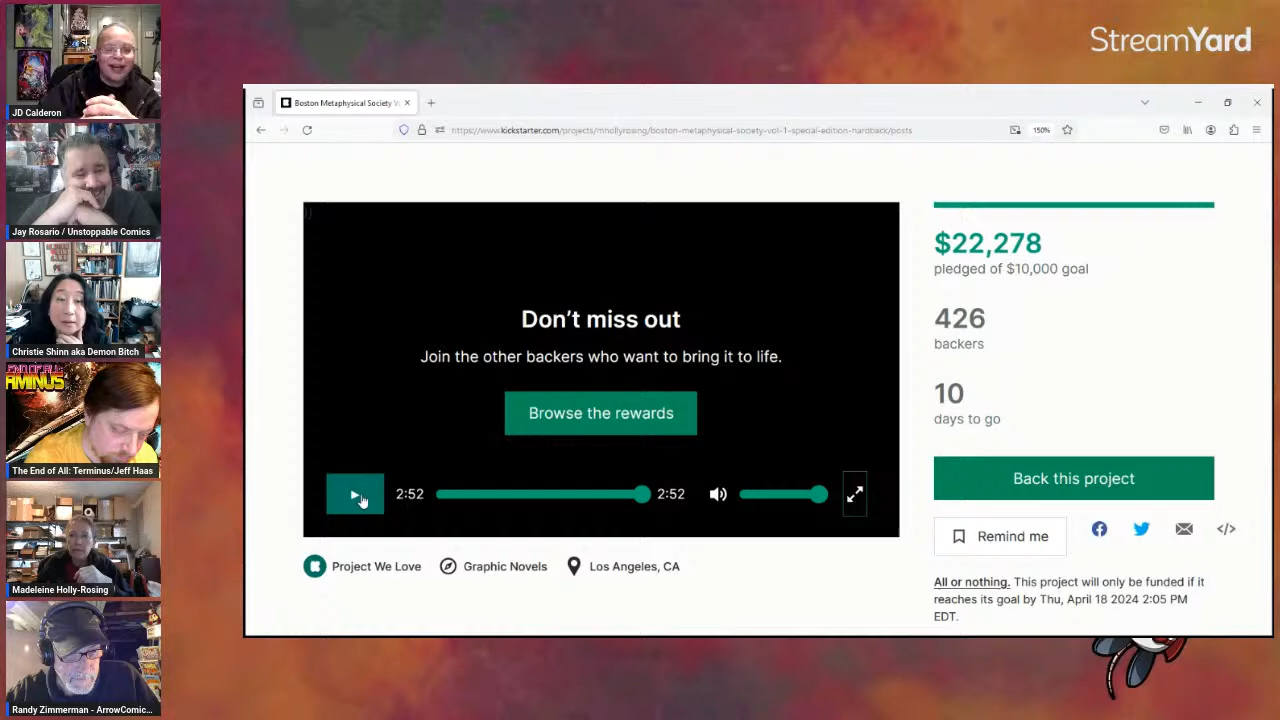 StreamYard
JD Calderon
Jay Rosario / Unstoppable Comics
Christie Shinn aka Demon Bitch
END OF ALL:
The End of All: Terminus/Jeff Haas
Madeleine Holly-Rosing
Randy Zimmerman - ArrowComic...
Boston Metaphysical Society V
https://www.kickstarter.com/projects/mhollyrosing/boston-metaphysical-society-vol-1-special-edition-hardback/posts
150%
Don't miss out
Join the other backers who want to bring it to life.
Browse the rewards
2:52
2:52
Project We Love
Graphic Novels
Los Angeles, CA
$22,278
pledged of $10,000 goal
426
backers
10
days to go
Back this project
Remind me
</>
All or nothing. This project will only be funded if it
reaches its goal by Thu, April 18 2024 2:05 PM
EDT.